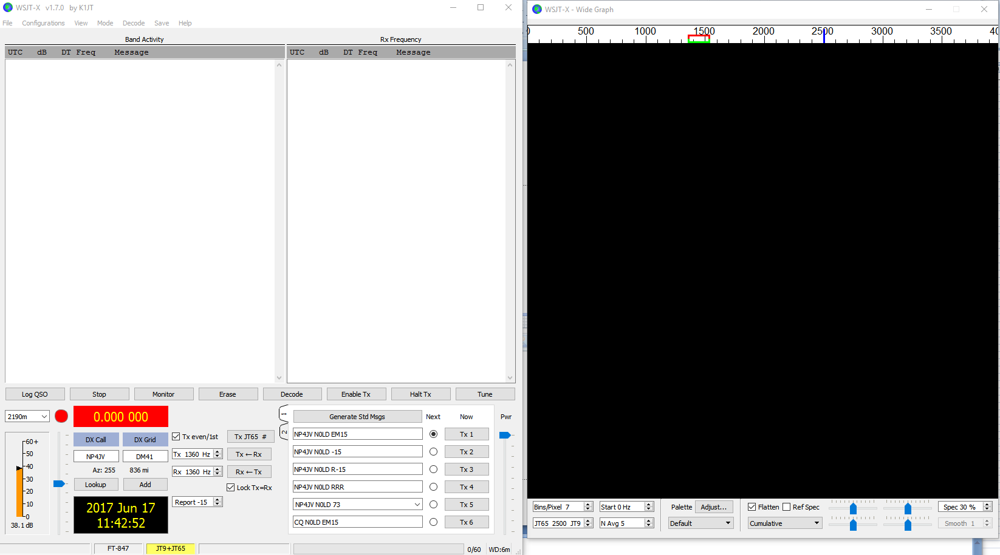 WSJT-X v1.7.0 by K1JT
File Configurations View Mode Decode Save Help
Band Activity
UTC dB DT Freq Message
Rx Frequency
UTC dB DT Freq Message
Log QSO Stop Monitor Erase Decode Enable Tx Halt Tx Tune
2190m
0.000 000
60+
50
40
30
20
10
0
38.1 dB
DX Call DX Grid
NP4JV DM41
Az: 255 836 mi
Lookup Add
2017 Jun 17
11:42:52
Tx even/1st Tx JT65 #
Tx 1360 Hz Tx ← Rx
Rx 1360 Hz Rx ← Tx
Lock Tx=Rx
Report -15
1
2
Generate Std Msgs Next Now Pwr
NP4JV N0LD EM15 Tx 1
NP4JV N0LD -15 Tx 2
NP4JV N0LD R-15 Tx 3
NP4JV N0LD RRR Tx 4
NP4JV N0LD 73 Tx 5
CQ N0LD EM15 Tx 6
FT-847 JT9+JT65 0/60 WD:6m
WSJT-X - Wide Graph
0 500 1000 1500 2000 2500 3000 3500 40
Bins/Pixel 7 Start 0 Hz Palette Adjust... Flatten Ref Spec Spec 30 %
JT65 2500 JT9 N Avg 5 Default Cumulative Smooth 1